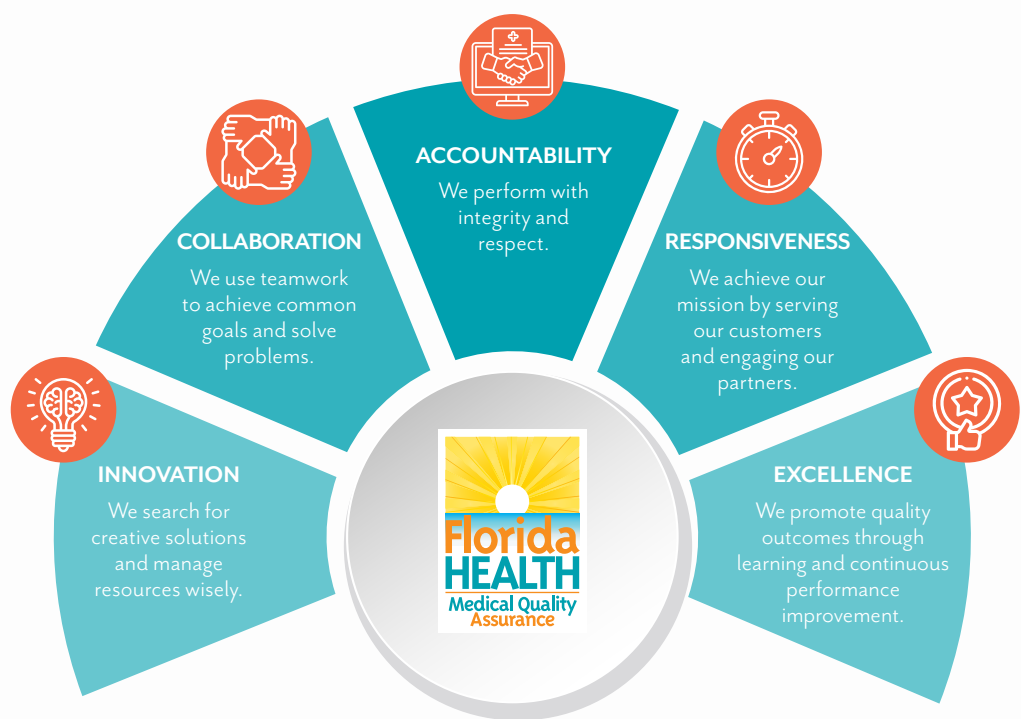 INNOVATION
We search for
creative solutions
and manage
resources wisely.
COLLABORATION
We use teamwork
to achieve common
goals and solve
problems.
ACCOUNTABILITY
We perform with
integrity and
respect.
RESPONSIVENESS
We achieve our
mission by serving
our customers
and engaging our
partners.
EXCELLENCE
We promote quality
outcomes through
learning and continuous
performance
improvement.
Florida
HEALTH
Medical Quality
Assurance